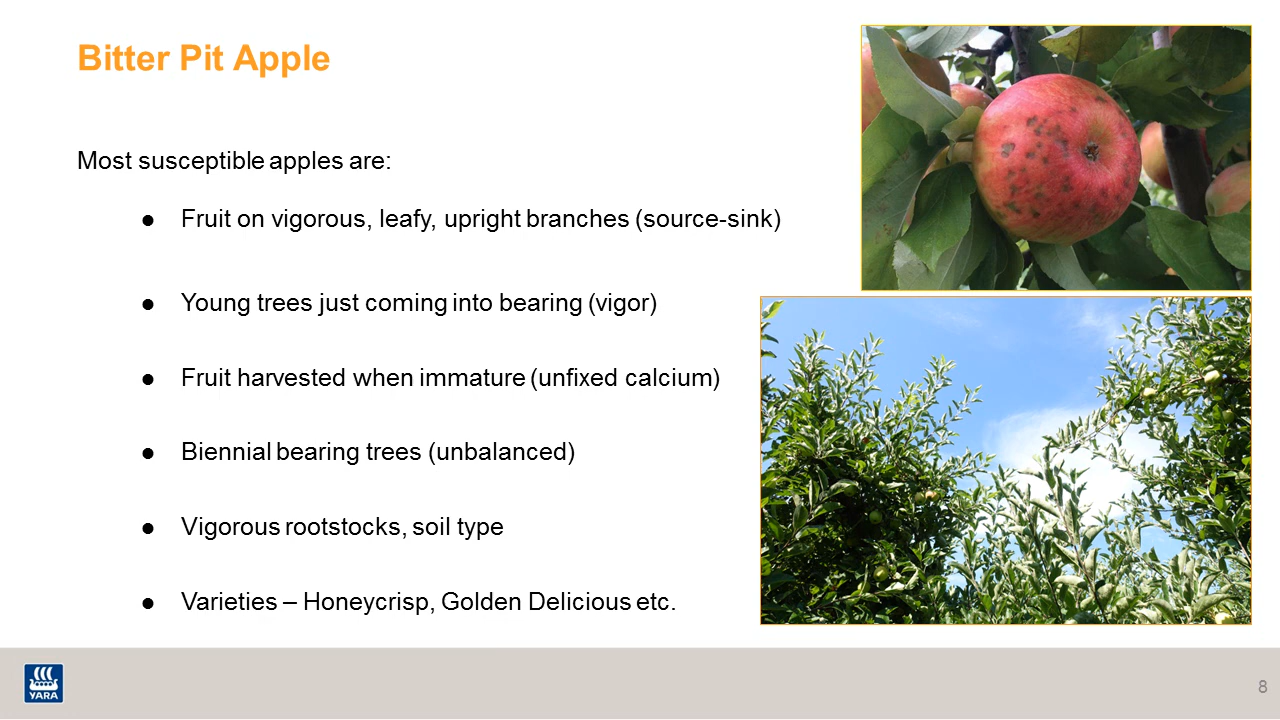 Bitter Pit Apple
Most susceptible apples are:
● Fruit on vigorous, leafy, upright branches (source-sink)
● Young trees just coming into bearing (vigor)
● Fruit harvested when immature (unfixed calcium)
● Biennial bearing trees (unbalanced)
● Vigorous rootstocks, soil type
● Varieties – Honeycrisp, Golden Delicious etc.
YARA
8